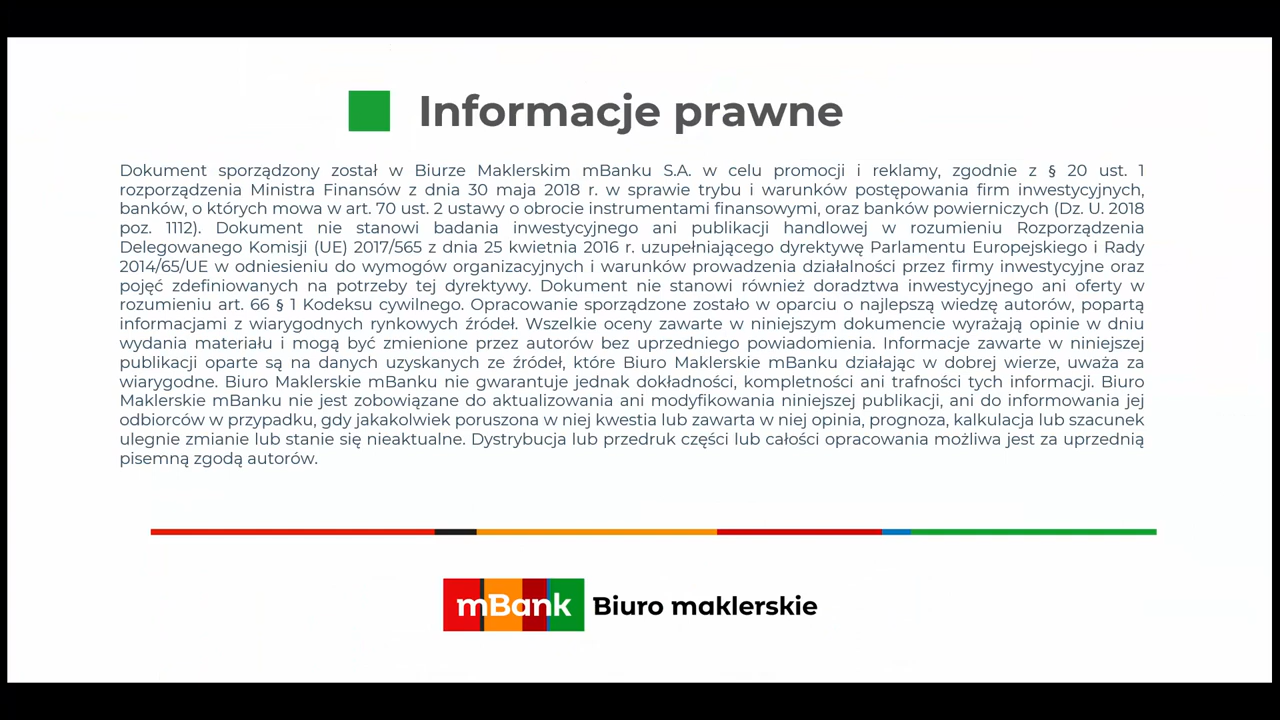 Informacje prawne
Dokument sporządzony został w Biurze Maklerskim mBanku S.A. w celu promocji i reklamy, zgodnie z § 20 ust. 1
rozporządzenia Ministra Finansów z dnia 30 maja 2018 r. w sprawie trybu i warunków postępowania firm inwestycyjnych,
banków, o których mowa w art. 70 ust. 2 ustawy o obrocie instrumentami finansowymi, oraz banków powierniczych (Dz. U. 2018
poz. 1112). Dokument nie stanowi badania inwestycyjnego ani publikacji handlowej w rozumieniu Rozporządzenia
Delegowanego Komisji (UE) 2017/565 z dnia 25 kwietnia 2016 r. uzupełniającego dyrektywę Parlamentu Europejskiego i Rady
2014/65/UE w odniesieniu do wymogów organizacyjnych i warunków prowadzenia działalności przez firmy inwestycyjne oraz
pojęć zdefiniowanych na potrzeby tej dyrektywy. Dokument nie stanowi również doradztwa inwestycyjnego ani oferty w
rozumieniu art. 66 § 1 Kodeksu cywilnego. Opracowanie sporządzone zostało w oparciu o najlepszą wiedzę autorów, popartą
informacjami z wiarygodnych rynkowych źródeł. Wszelkie oceny zawarte w niniejszym dokumencie wyrażają opinie w dniu
wydania materiału i mogą być zmienione przez autorów bez uprzedniego powiadomienia. Informacje zawarte w niniejszej
publikacji oparte są na danych uzyskanych ze źródeł, które Biuro Maklerskie mBanku działając w dobrej wierze, uważa za
wiarygodne. Biuro Maklerskie mBanku nie gwarantuje jednak dokładności, kompletności ani trafności tych informacji. Biuro
Maklerskie mBanku nie jest zobowiązane do aktualizowania ani modyfikowania niniejszej publikacji, ani do informowania jej
odbiorców w przypadku, gdy jakakolwiek poruszona w niej kwestia lub zawarta w niej opinia, prognoza, kalkulacja lub szacunek
ulegnie zmianie lub stanie się nieaktualne. Dystrybucja lub przedruk części lub całości opracowania możliwa jest za uprzednią
pisemną zgodą autorów.
mBank Biuro maklerskie